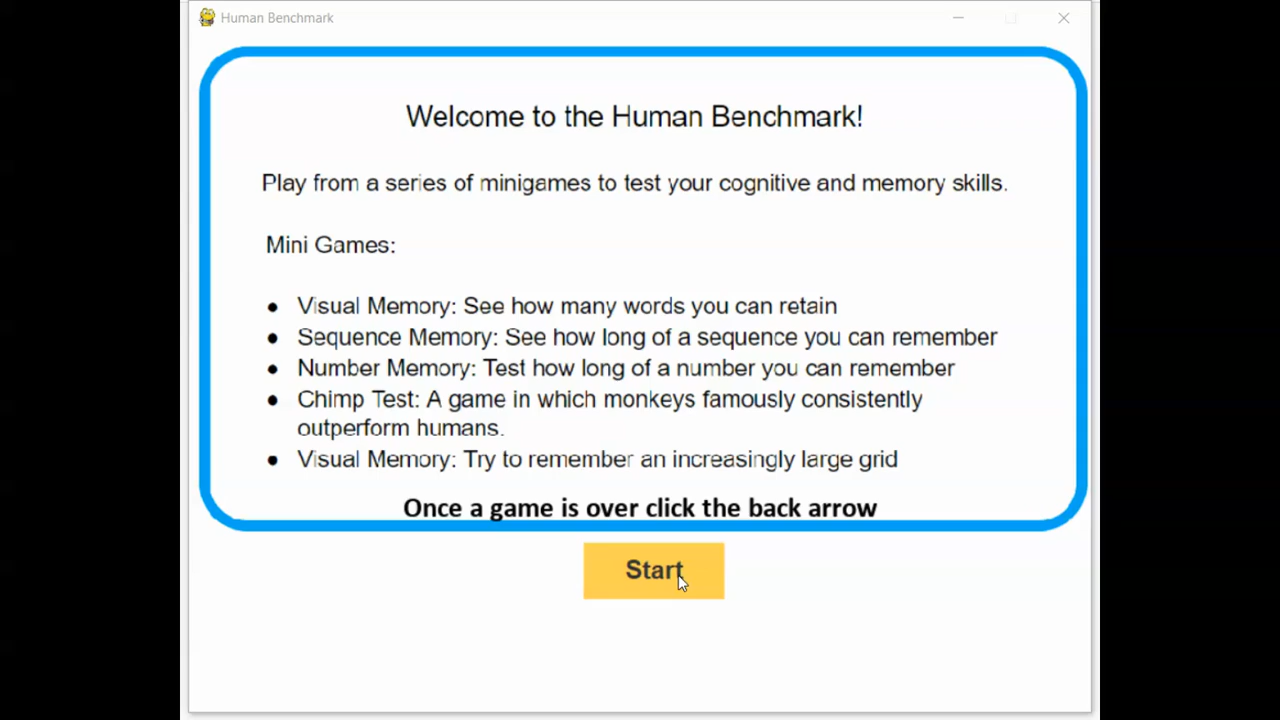 Human Benchmark
Welcome to the Human Benchmark!
Play from a series of minigames to test your cognitive and memory skills.
Mini Games:
● Visual Memory: See how many words you can retain
● Sequence Memory: See how long of a sequence you can remember
● Number Memory: Test how long of a number you can remember
● Chimp Test: A game in which monkeys famously consistently
outperform humans.
● Visual Memory: Try to remember an increasingly large grid
Once a game is over click the back arrow
Start